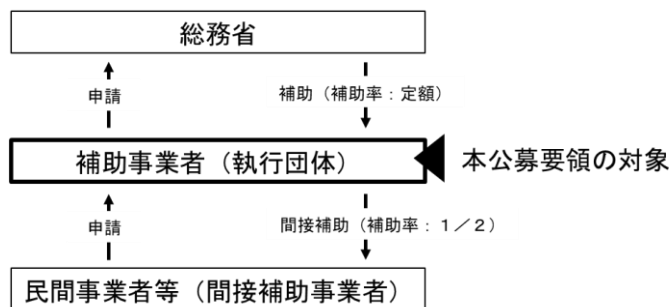 総務省
申請
補助（補助率：定額）
補助事業者（執行団体）
本公募要領の対象
申請
間接補助（補助率：１／２）
民間事業者等（間接補助事業者）